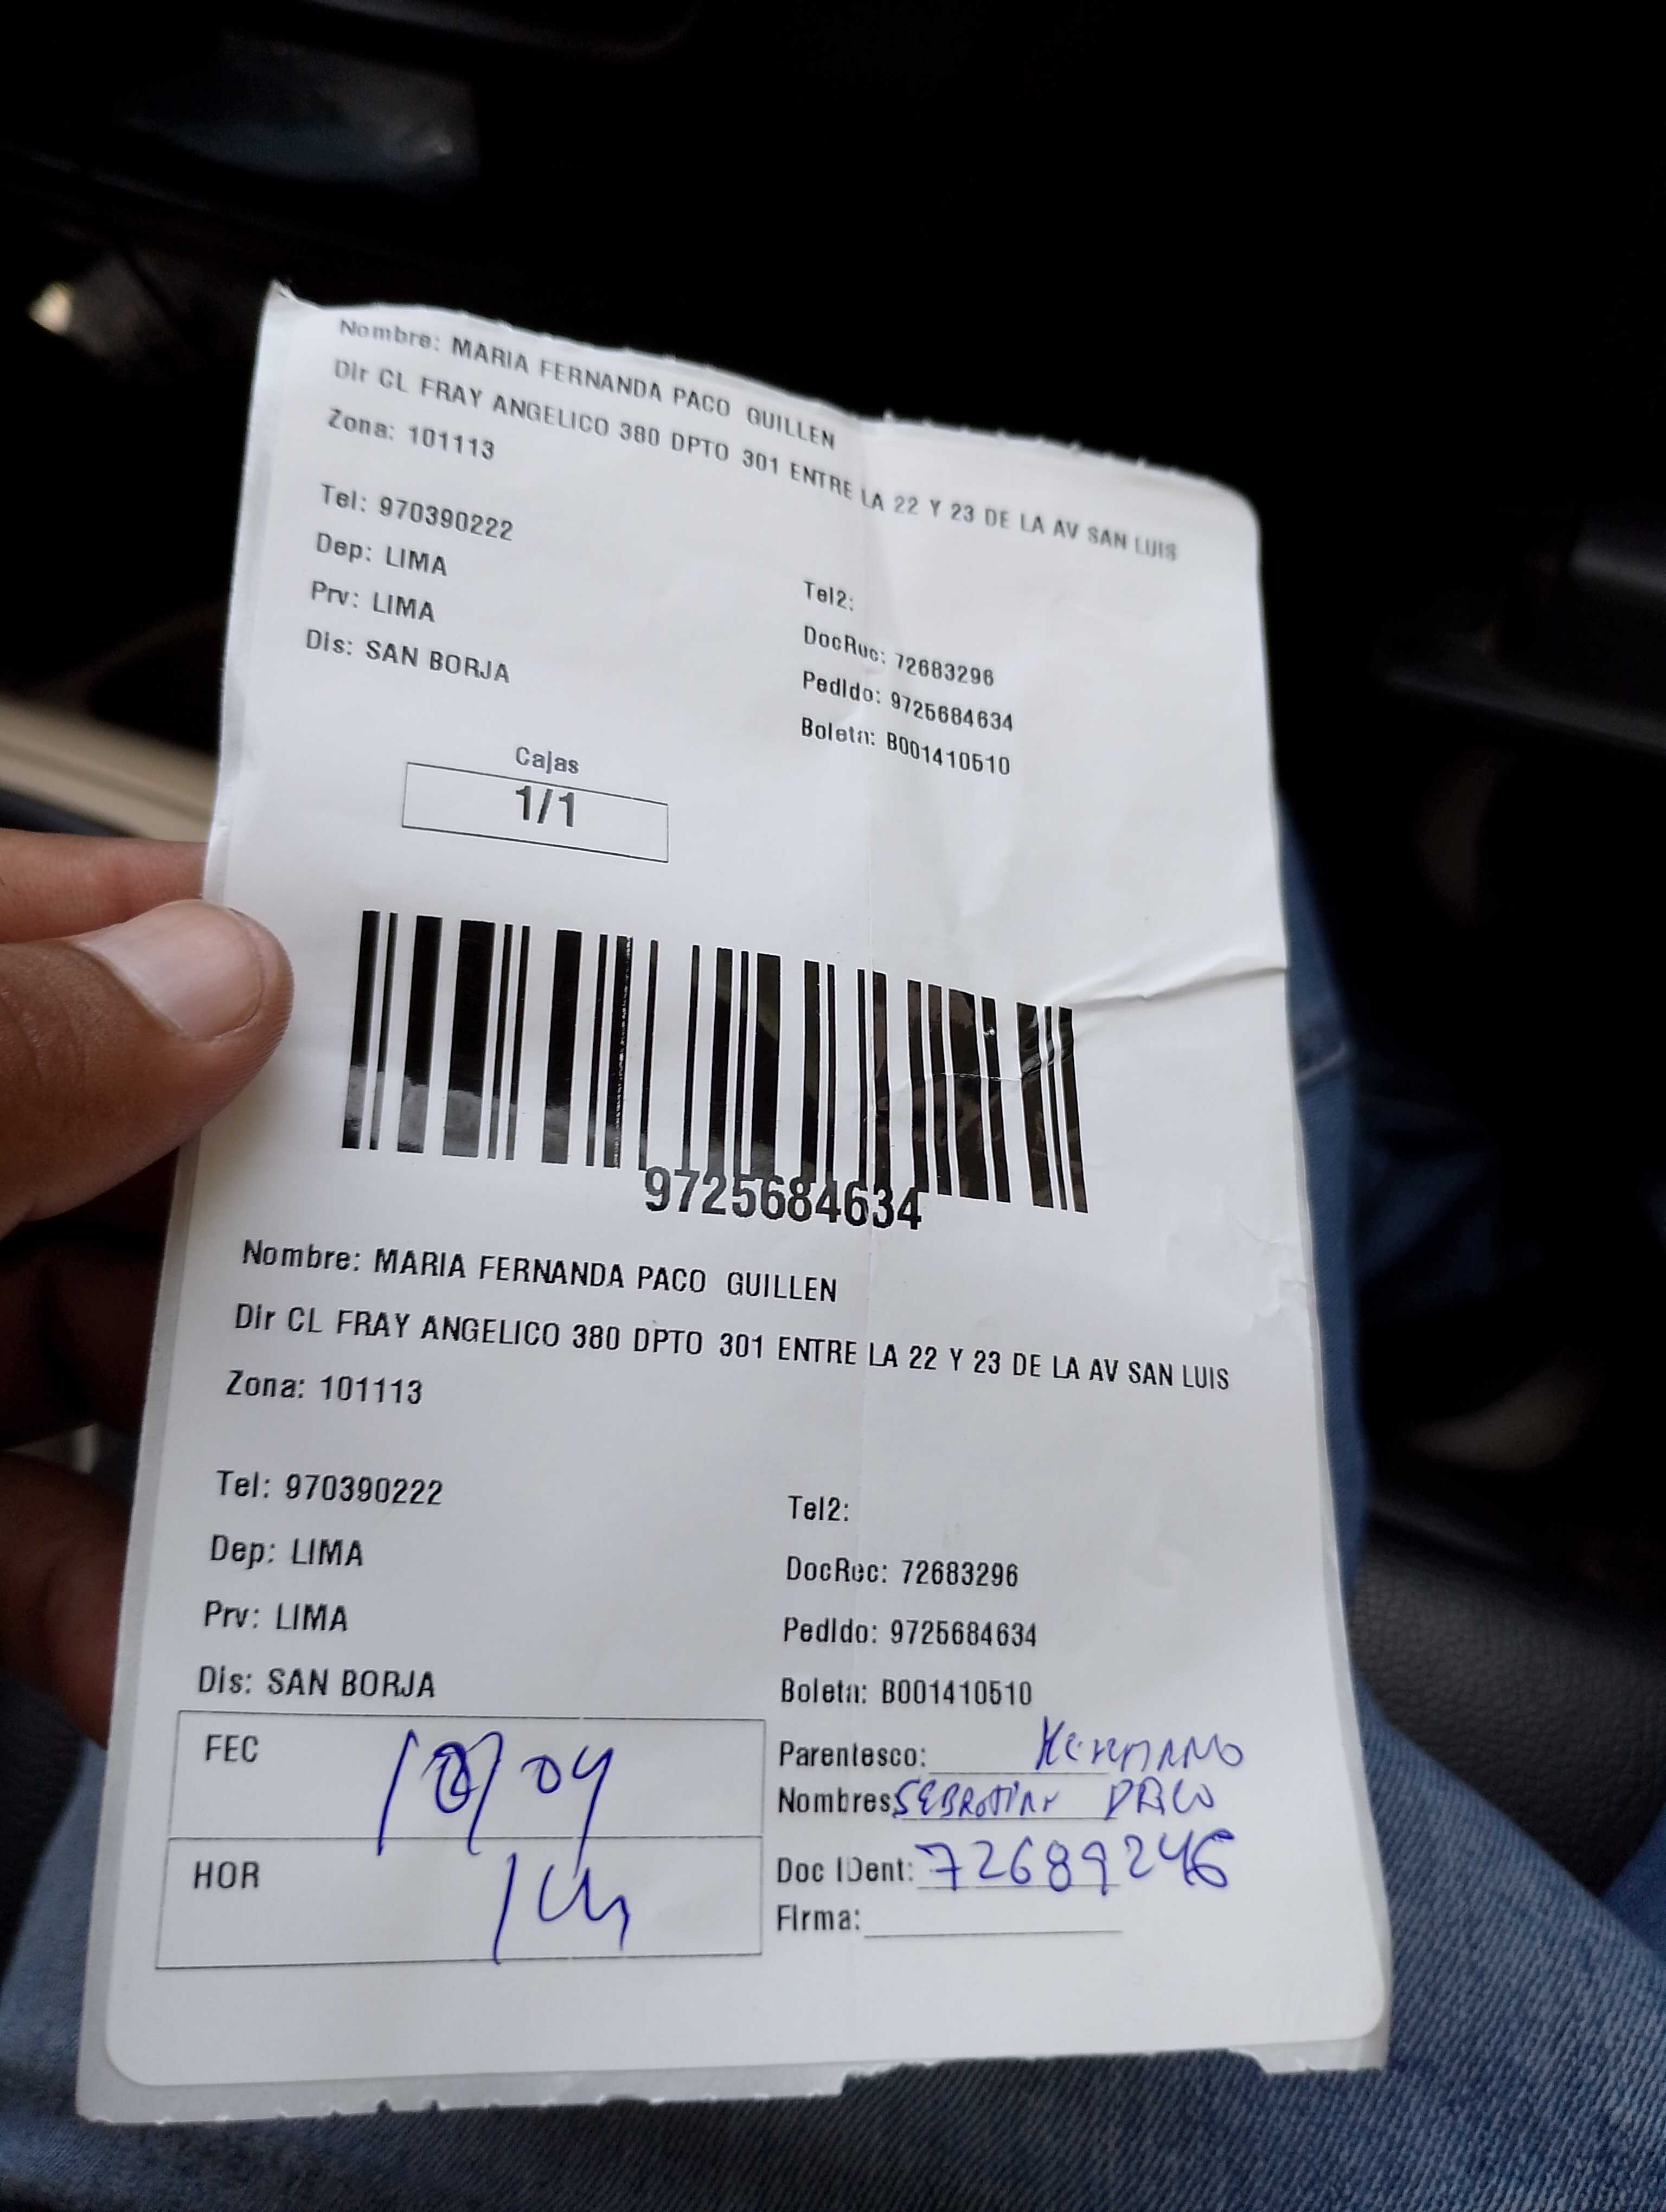 Nombre: MARIA FERNANDA PACO GUILLEN
Dir CL FRAY ANGELICO 380 DPTO 301 ENTRE LA 22 Y 23 DE LA AV SAN LUIS
Zona: 101113
Tel: 970390222
Tel2:
Dep: LIMA
DocRec: 72683296
Prv: LIMA
Pedido: 9725684634
Dis: SAN BORJA
Boleta: B001410510
Cajas
1/1
9725684634
Nombre: MARIA FERNANDA PACO GUILLEN
Dir CL FRAY ANGELICO 380 DPTO 301 ENTRE LA 22 Y 23 DE LA AV SAN LUIS
Zona: 101113
Tel: 970390222
Tel2:
Dep: LIMA
DocRec: 72683296
Prv: LIMA
Pedido: 9725684634
Dis: SAN BORJA
Boleta: B001410510
FEC
Parentesco: HERMANO
Nombres SEBASTIAN PACO
HOR
Doc IDent: 72689246
Firma: